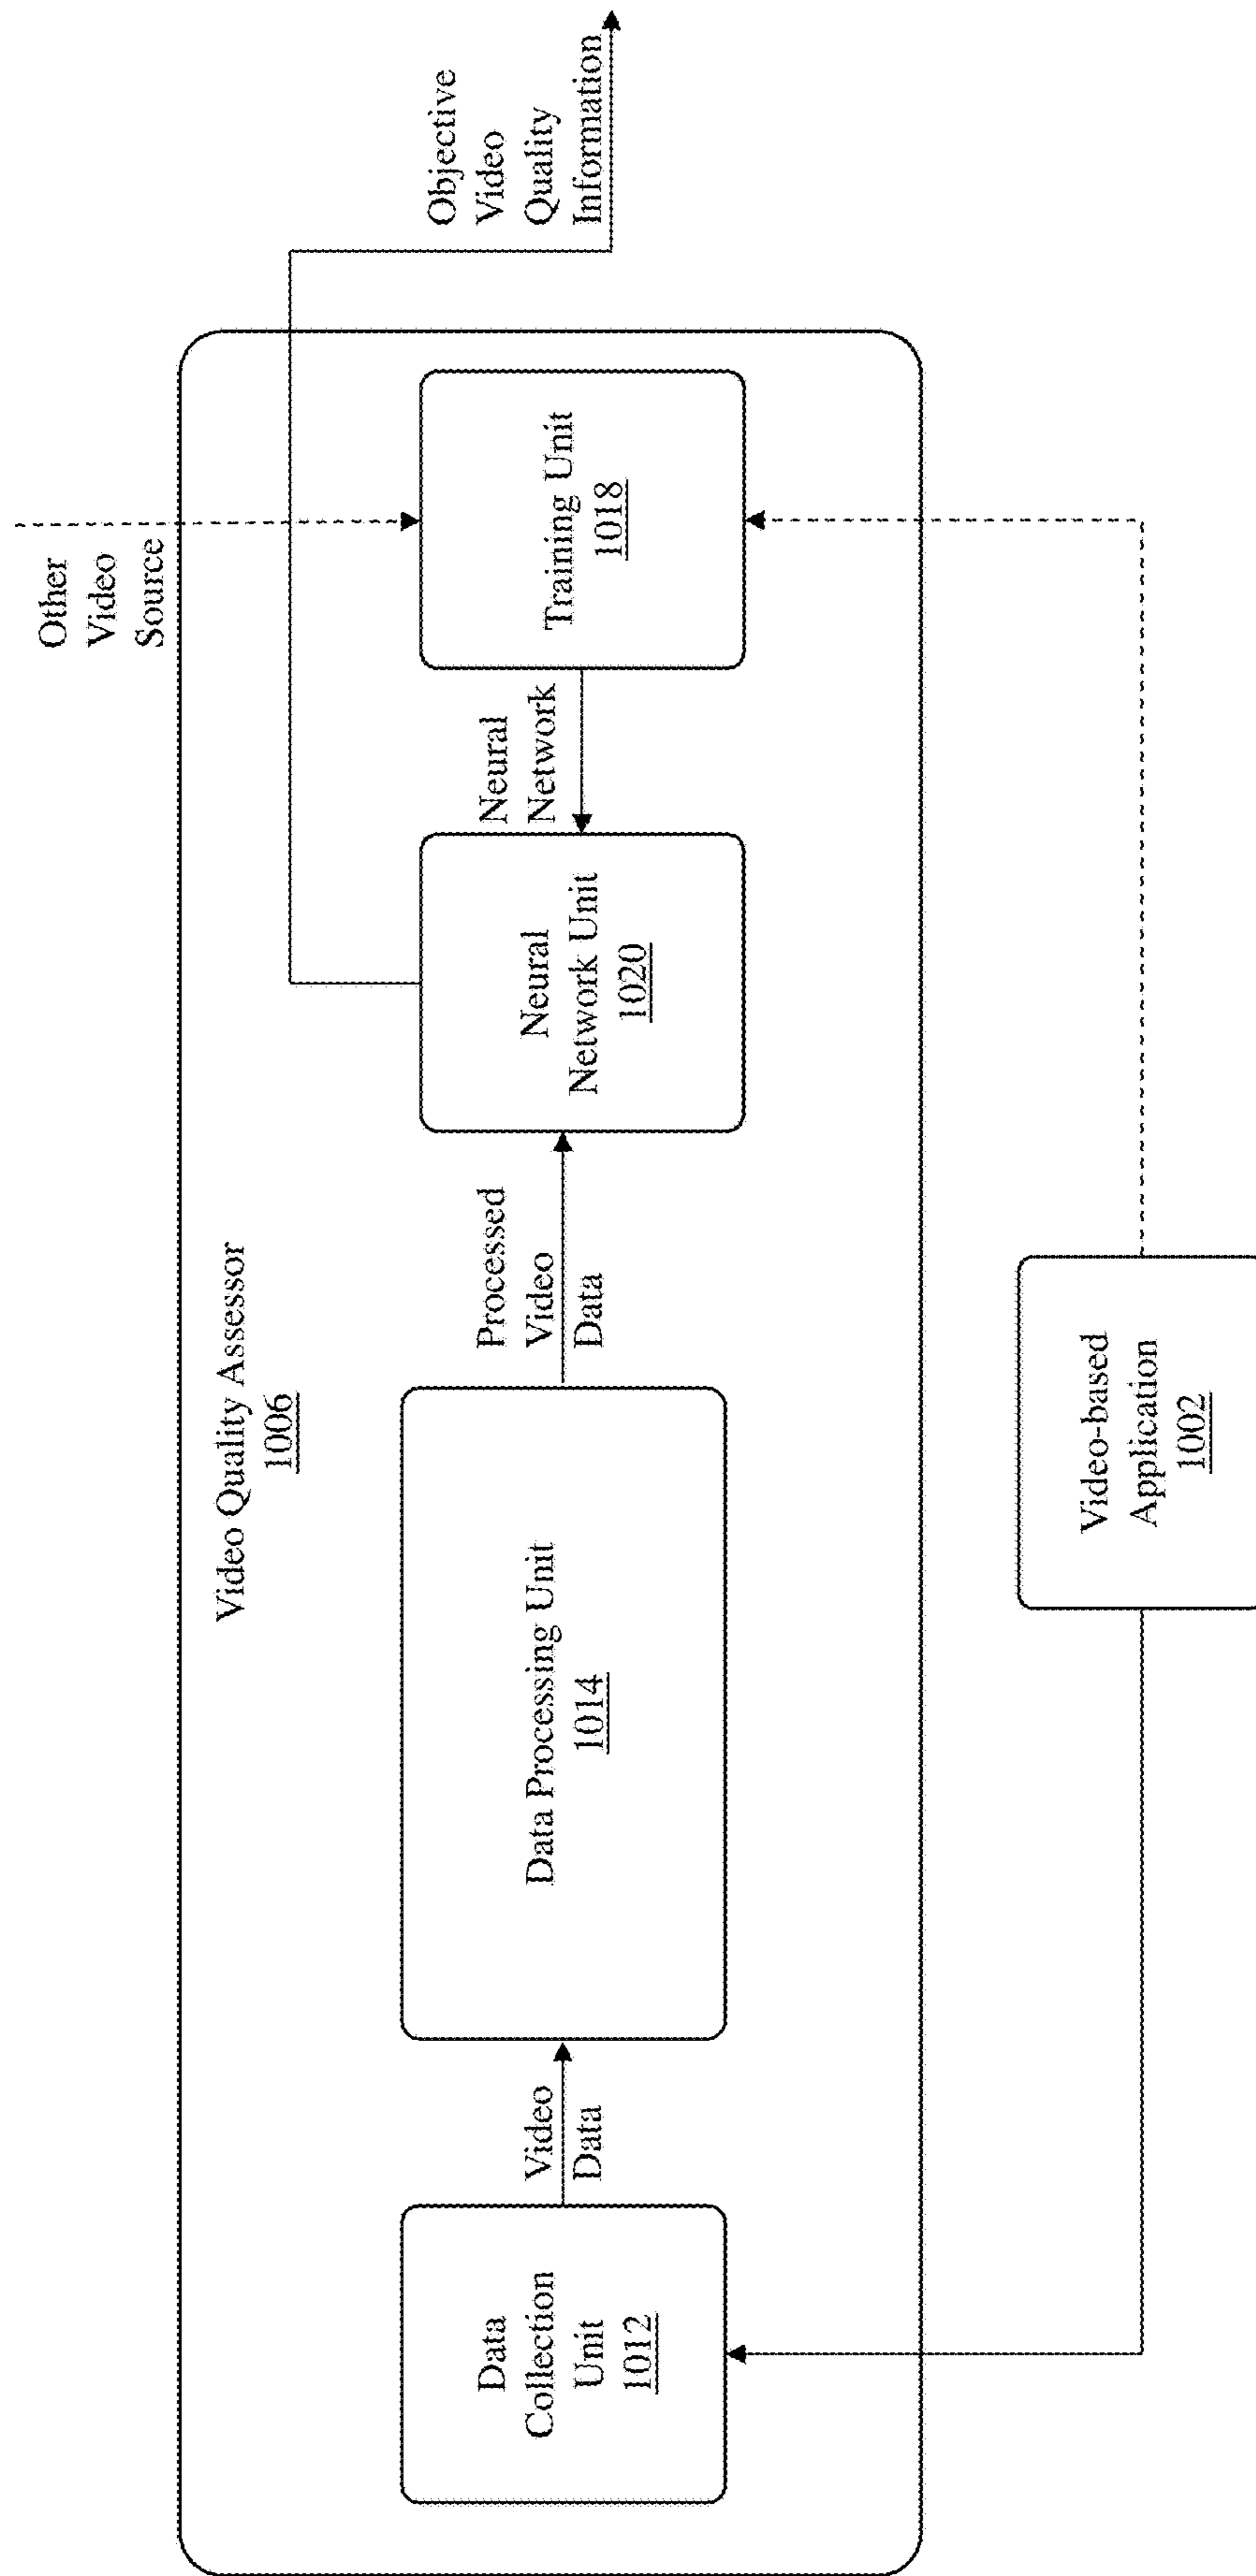 Video Quality Assessor
1006
Other
Video
Source
Objective
Video
Quality
Information
Data
Collection
Unit
1012
Video
Data
Data Processing Unit
1014
Processed
Video
Data
Neural
Network Unit
1020
Neural
Network
Training Unit
1018
Video-based
Application
1002